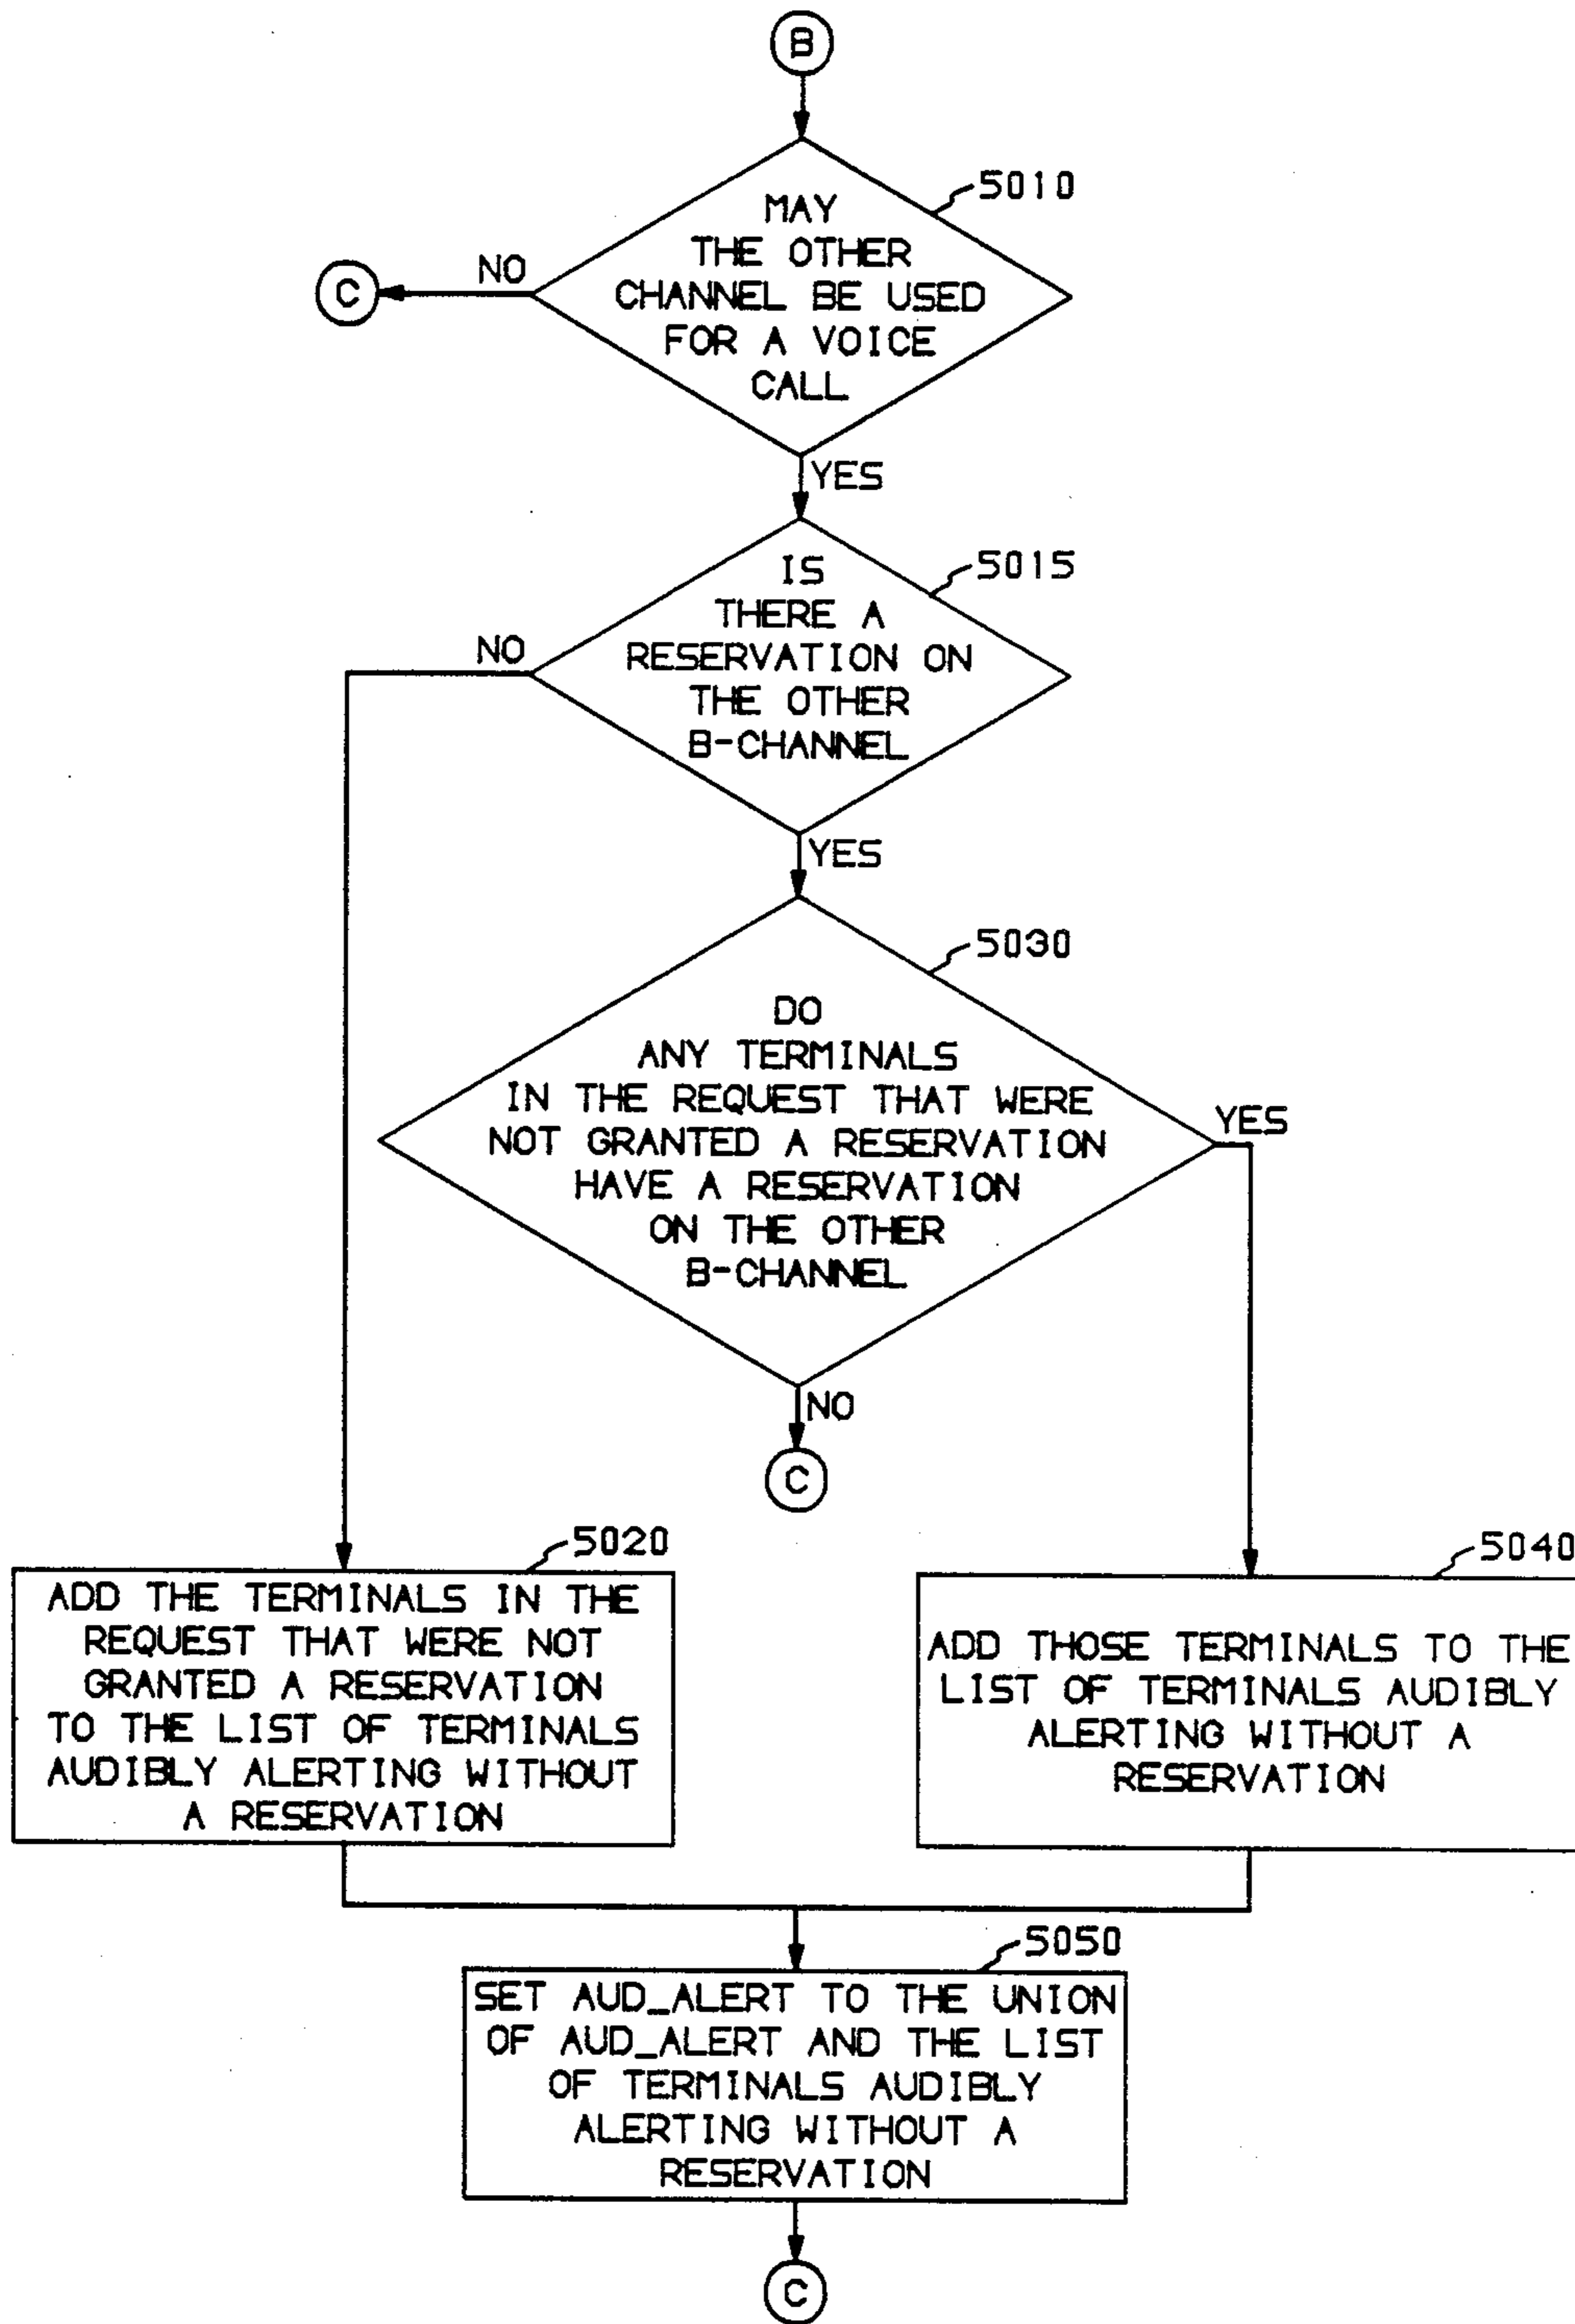 B
5010
MAY
THE OTHER
CHANNEL BE USED
FOR A VOICE
CALL
NO
C
YES
5015
IS
THERE A
RESERVATION ON
THE OTHER
B-CHANNEL
NO
YES
5030
DO
ANY TERMINALS
IN THE REQUEST THAT WERE
NOT GRANTED A RESERVATION
HAVE A RESERVATION
ON THE OTHER
B-CHANNEL
YES
NO
C
5020
ADD THE TERMINALS IN THE
REQUEST THAT WERE NOT
GRANTED A RESERVATION
TO THE LIST OF TERMINALS
AUDIBLY ALERTING WITHOUT
A RESERVATION
5040
ADD THOSE TERMINALS TO THE
LIST OF TERMINALS AUDIBLY
ALERTING WITHOUT A
RESERVATION
5050
SET AUD_ALERT TO THE UNION
OF AUD_ALERT AND THE LIST
OF TERMINALS AUDIBLY
ALERTING WITHOUT A
RESERVATION
C